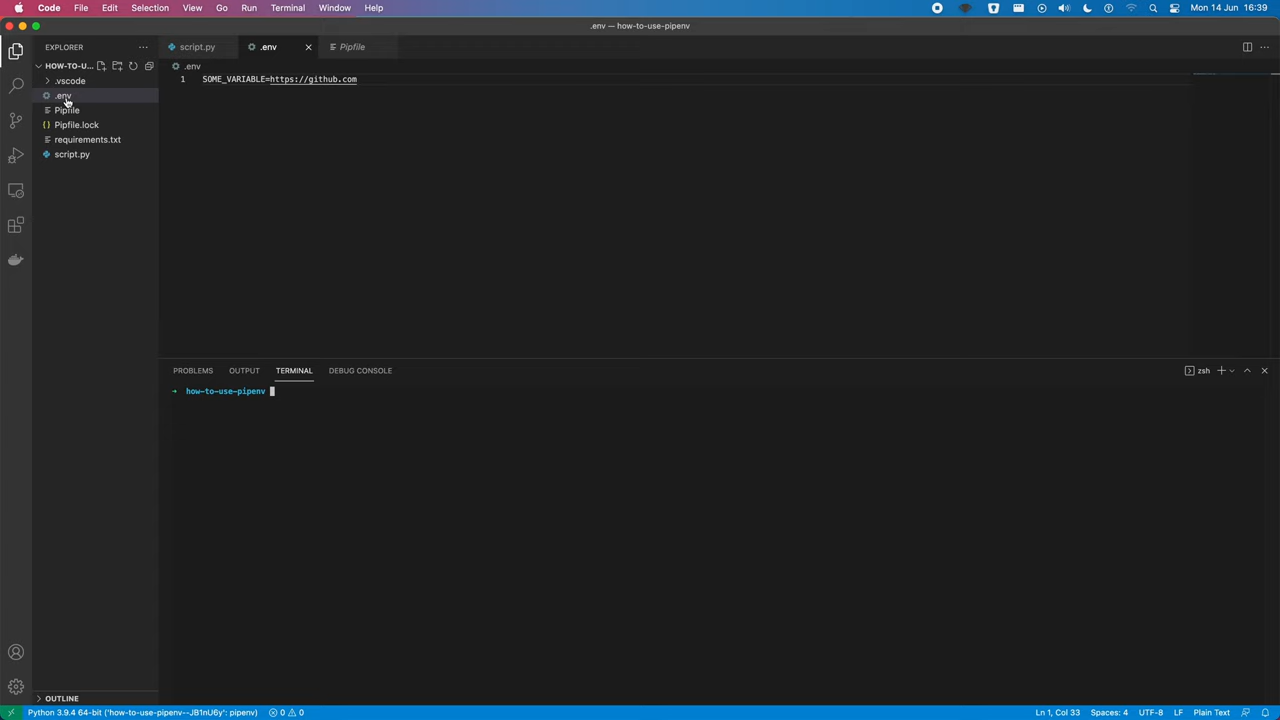 Code File Edit Selection View Go Run Terminal Window Help Mon 14 Jun 16:39
.env — how-to-use-pipenv
EXPLORER
script.py .env Pipfile
HOW-TO-U...
.env
.vscode
1 SOME_VARIABLE=https://github.com
.env
Pipfile
Pipfile.lock
requirements.txt
script.py
PROBLEMS OUTPUT TERMINAL DEBUG CONSOLE zsh
→ how-to-use-pipenv
OUTLINE
Python 3.9.4 64-bit ('how-to-use-pipenv--JB1nU6y': pipenv) 0 0 Ln 1, Col 33 Spaces: 4 UTF-8 LF Plain Text